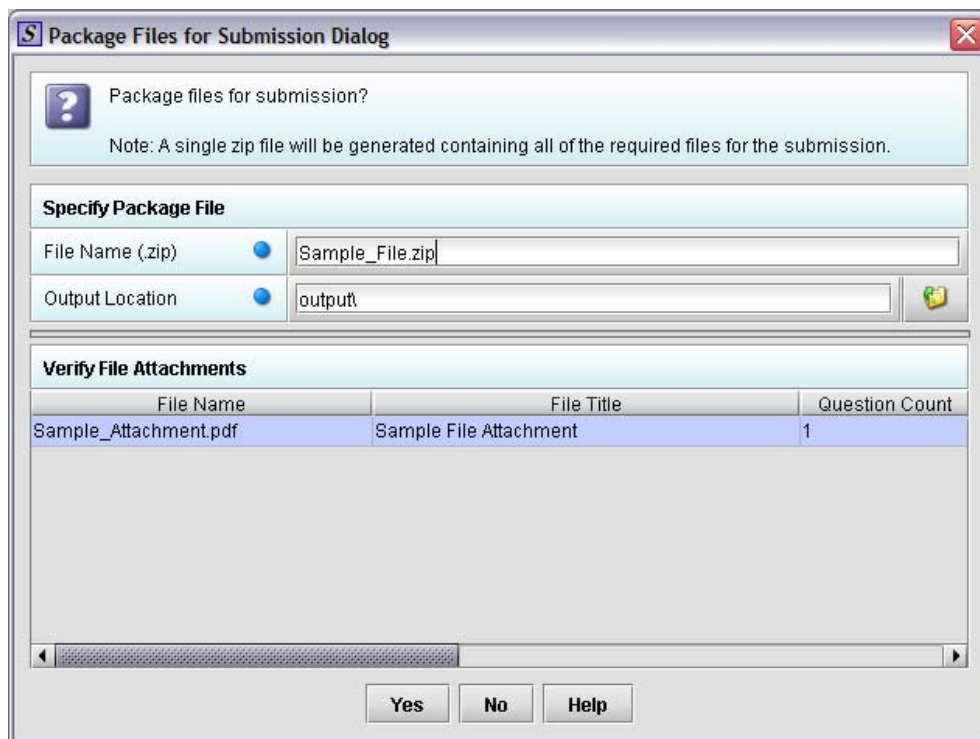 S Package Files for Submission Dialog
? Package files for submission?
Note: A single zip file will be generated containing all of the required files for the submission.
Specify Package File
File Name (.zip) Sample_File.zip
Output Location output\
Verify File Attachments
File Name File Title Question Count
Sample_Attachment.pdf Sample File Attachment 1
Yes No Help